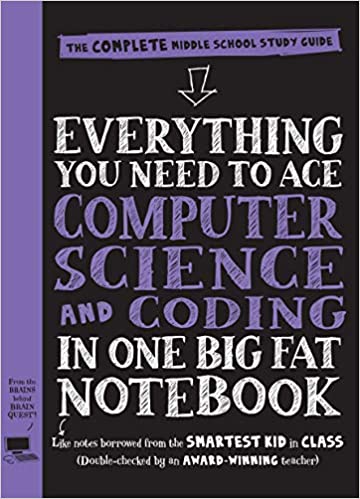 THE COMPLETE MIDDLE SCHOOL STUDY GUIDE
EVERYTHING
YOU NEED TO ACE
COMPUTER
SCIENCE
AND CODING
IN ONE BIG FAT
NOTEBOOK
Like notes borrowed from the SMARTEST KID in CLASS
(Double-checked by an AWARD-WINNING teacher)
From the
BRAINS
behind
BRAIN
QUEST!